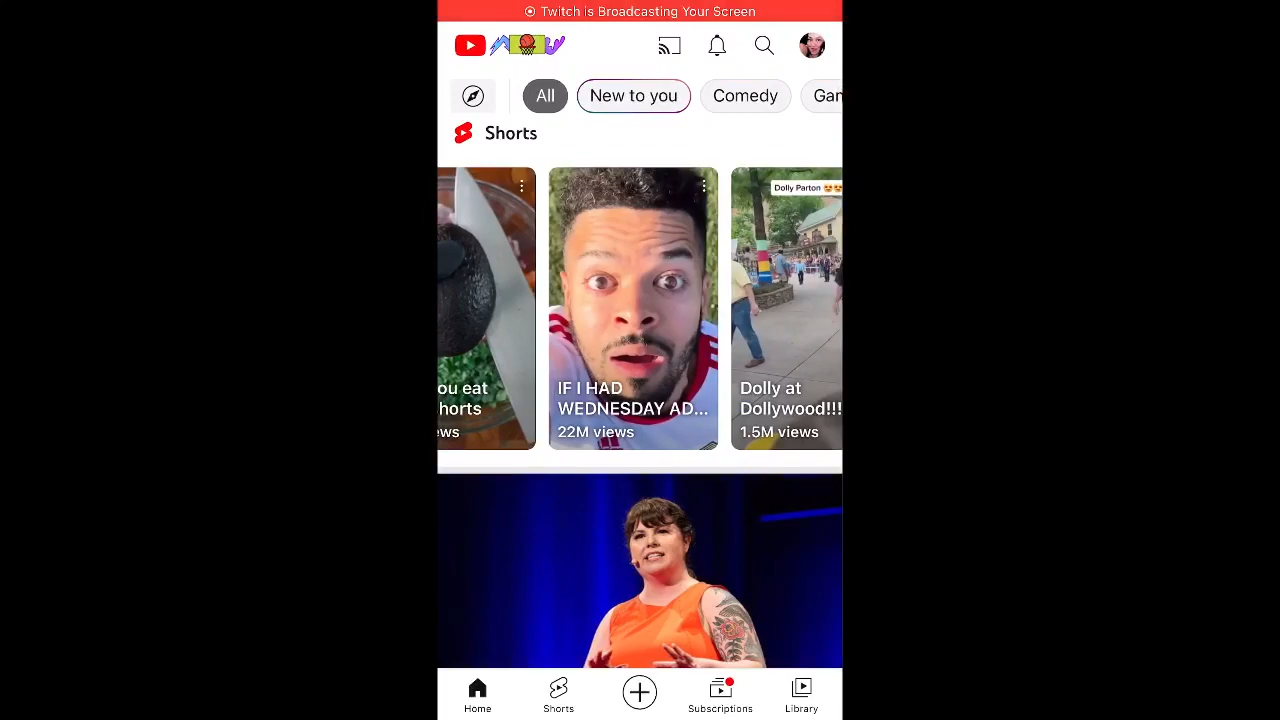 Twitch is Broadcasting Your Screen
All
New to you
Comedy
Gam
Shorts
ou eat
horts
ews
IF I HAD
WEDNESDAY AD...
22M views
Dolly Parton 😍😍
Dolly at
Dollywood!!!
1.5M views
Home
Shorts
Subscriptions
Library